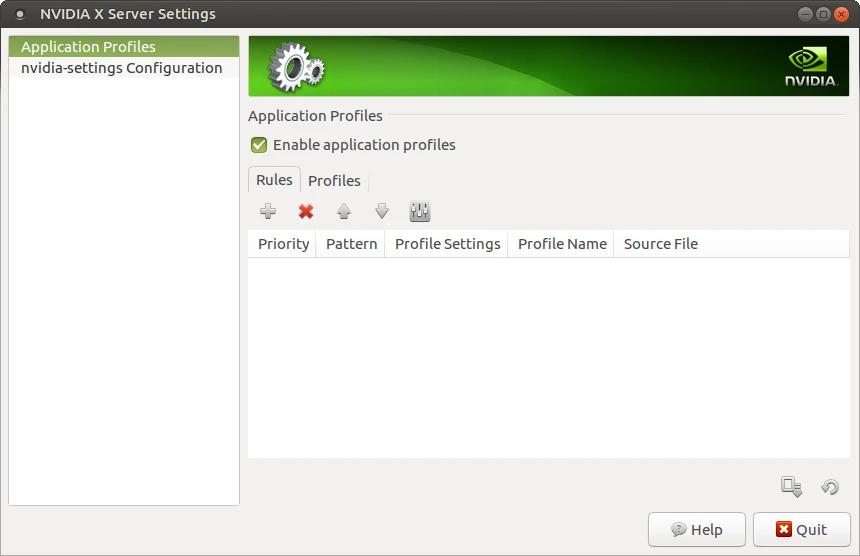 NVIDIA X Server Settings
Application Profiles
nvidia-settings Configuration
NVIDIA.
Application Profiles
Enable application profiles
Rules Profiles
Priority Pattern Profile Settings Profile Name Source File
Help Quit